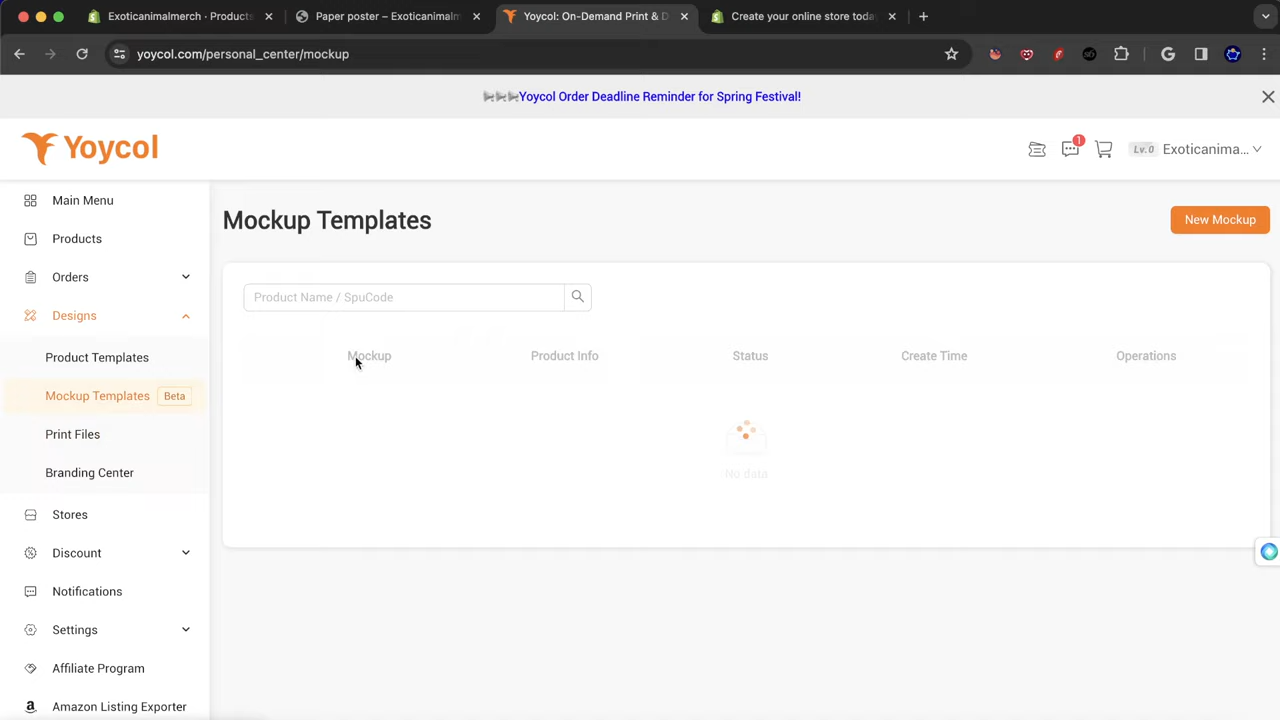 Exoticanimalmerch · Products
Paper poster – Exoticanimalm
Yoycol: On-Demand Print & D
Create your online store toda
yoycol.com/personal_center/mockup
Yoycol Order Deadline Reminder for Spring Festival!
Yoycol
1
Lv.0
Exoticanima...
Main Menu
Products
Orders
Designs
Product Templates
Mockup Templates
Beta
Print Files
Branding Center
Stores
Discount
Notifications
Settings
Affiliate Program
Amazon Listing Exporter
Mockup Templates
New Mockup
Product Name / SpuCode
Mockup
Product Info
Status
Create Time
Operations
No data